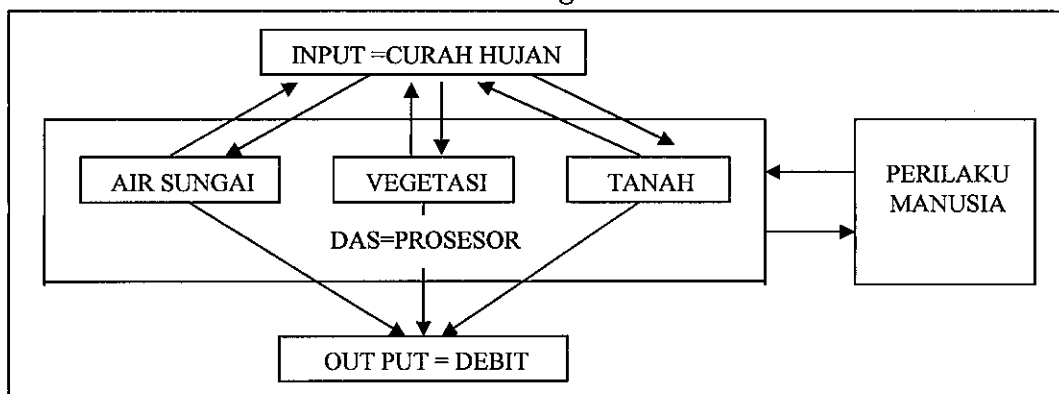 INPUT =CURAH HUJAN
AIR SUNGAI
VEGETASI
TANAH
PERILAKU
MANUSIA
DAS=PROSESOR
OUT PUT = DEBIT